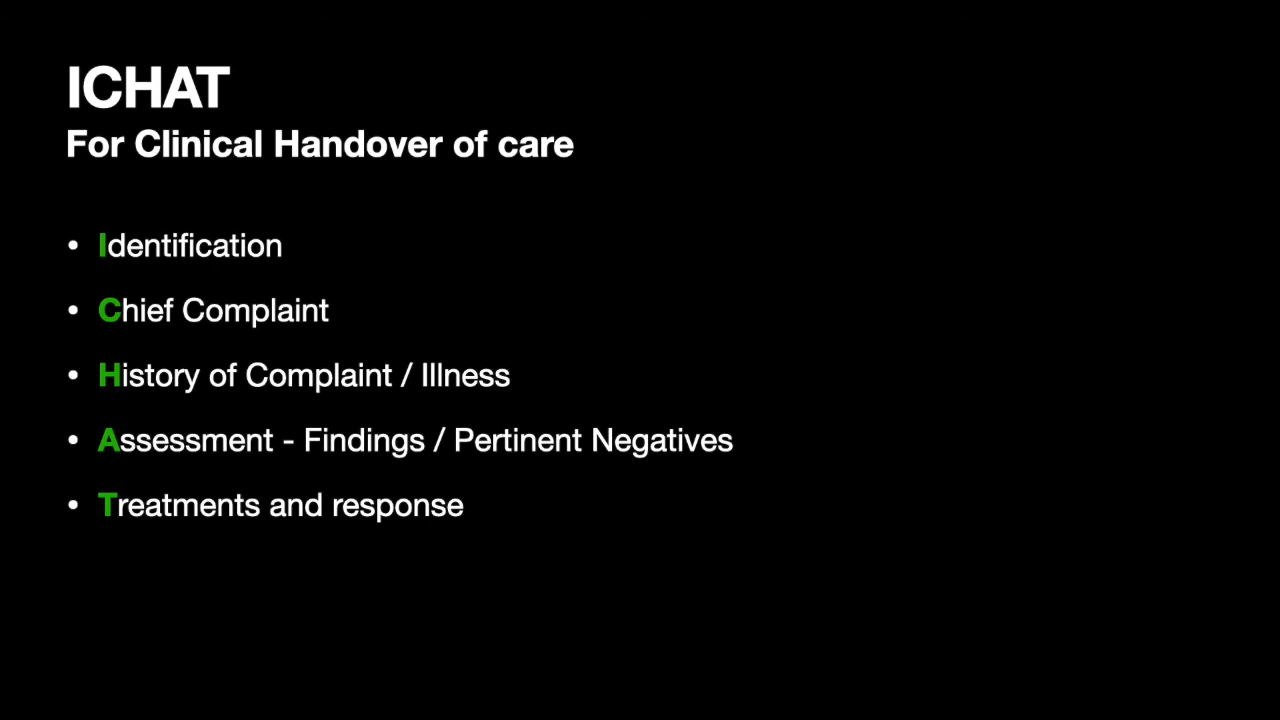 ICHAT
For Clinical Handover of care
• Identification
• Chief Complaint
• History of Complaint / Illness
• Assessment - Findings / Pertinent Negatives
• Treatments and response